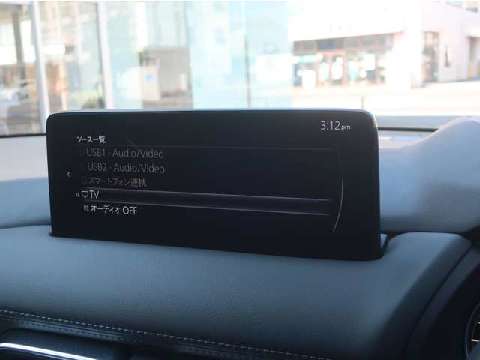 3:12pm
ソース一覧
USB1 - Audio/Video
USB2 - Audio/Video
スマートフォン連携
TV
オーディオ OFF